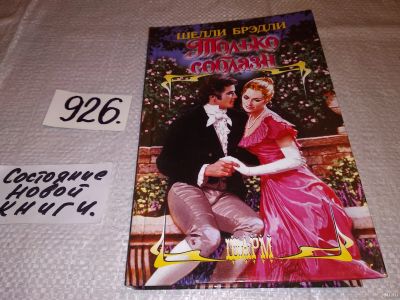 ШЕЛЛИ БРЭДЛИ
Только
соблазн
926.
Состояние
новой
книги.
ШАРМ